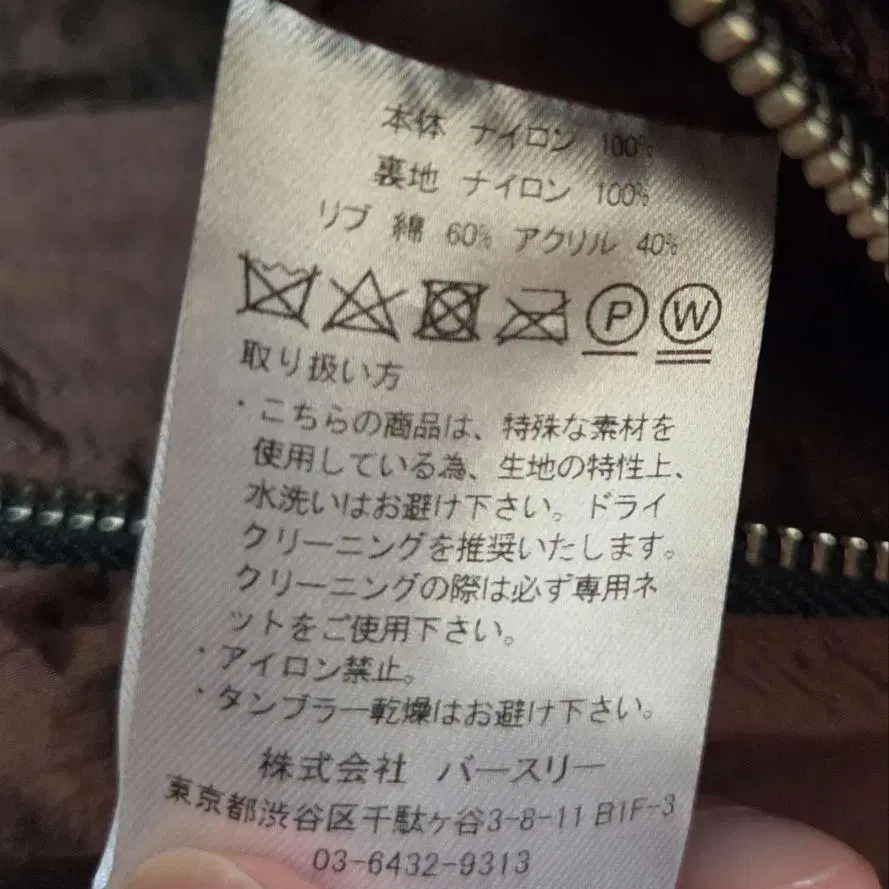 本体 ナイロン 100%
裏地 ナイロン 100%
リブ 綿 60% アクリル 40%
P W
取り扱い方
・こちらの商品は、特殊な素材を
使用している為、生地の特性上、
水洗いはお避け下さい。ドライ
クリーニングを推奨いたします。
クリーニングの際は必ず専用ネ
ットをご使用下さい。
・アイロン禁止。
・タンブラー乾燥はお避け下さい。
株式会社 バースリー
東京都渋谷区千駄ヶ谷3-8-11 B1F-3
03-6432-9313